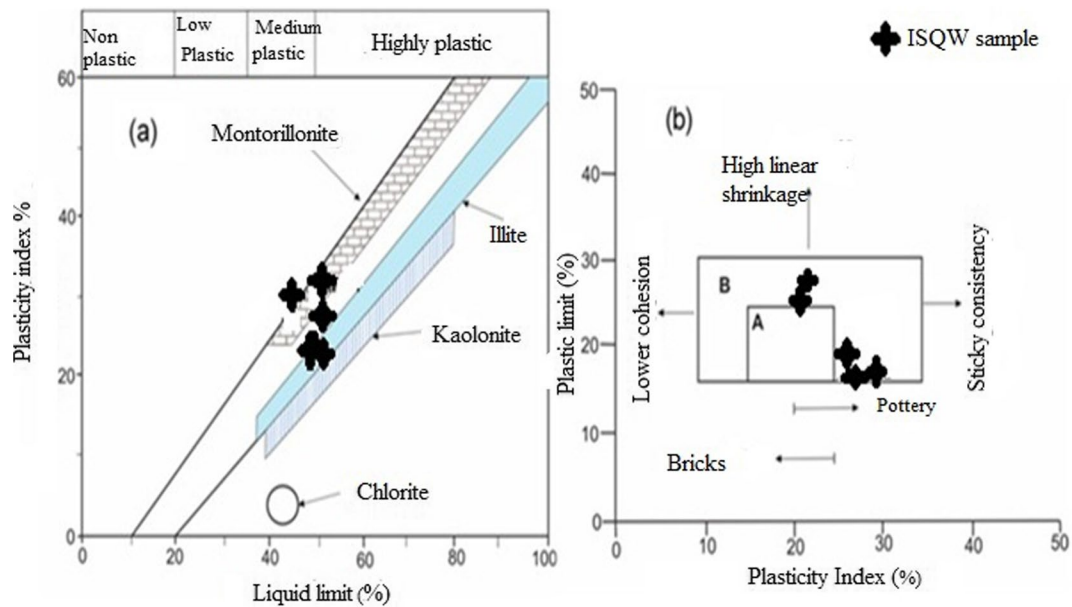 Non
plastic
Low
Plastic
Medium
plastic
Highly plastic
ISQW sample
60
40
20
0
Plasticity index %
(a)
Montorillonite
Illite
Kaolonite
Chlorite
0
20
40
60
80
100
Liquid limit (%)
50
40
30
20
10
0
Plastic limit (%)
(b)
High linear
shrinkage
Lower cohesion
Sticky consistency
B
A
Pottery
Bricks
0
10
20
30
40
50
Plasticity Index (%)